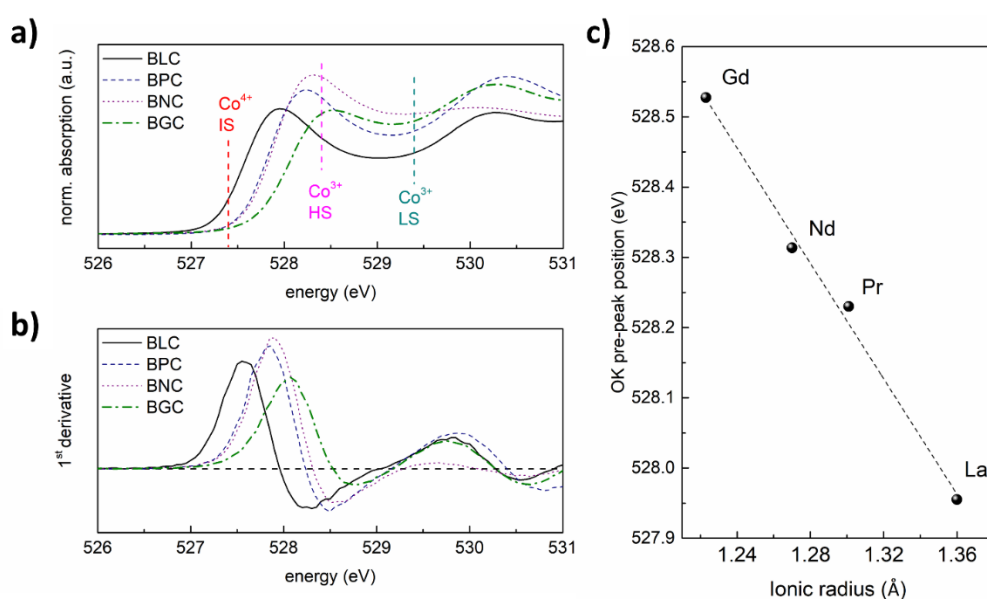 a)
norm. absorption (a.u.)
BLC
BPC
BNC
BGC
Co⁴⁺
IS
Co³⁺
HS
Co³⁺
LS
526 527 528 529 530 531
energy (eV)
b)
1ˢᵗ derivative
BLC
BPC
BNC
BGC
526 527 528 529 530 531
energy (eV)
c)
OK pre-peak position (eV)
528.6
528.5
528.4
528.3
528.2
528.1
528.0
527.9
Gd
Nd
Pr
La
1.24 1.28 1.32 1.36
Ionic radius (Å)